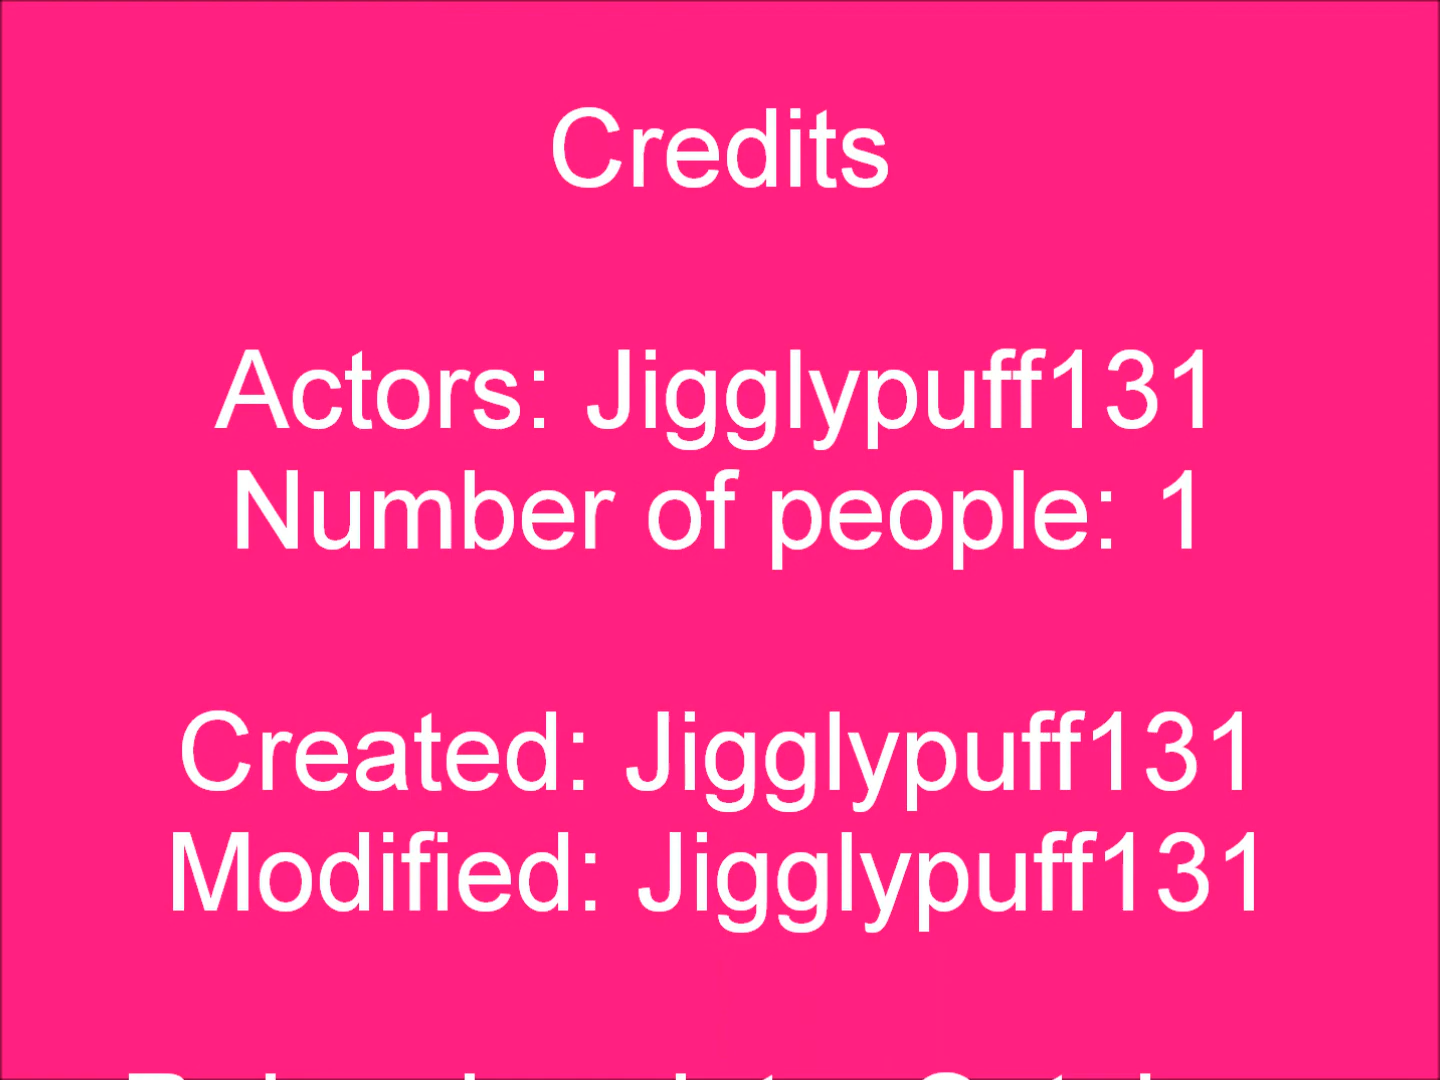 Credits
Actors: Jigglypuff131
Number of people: 1
Created: Jigglypuff131
Modified: Jigglypuff131